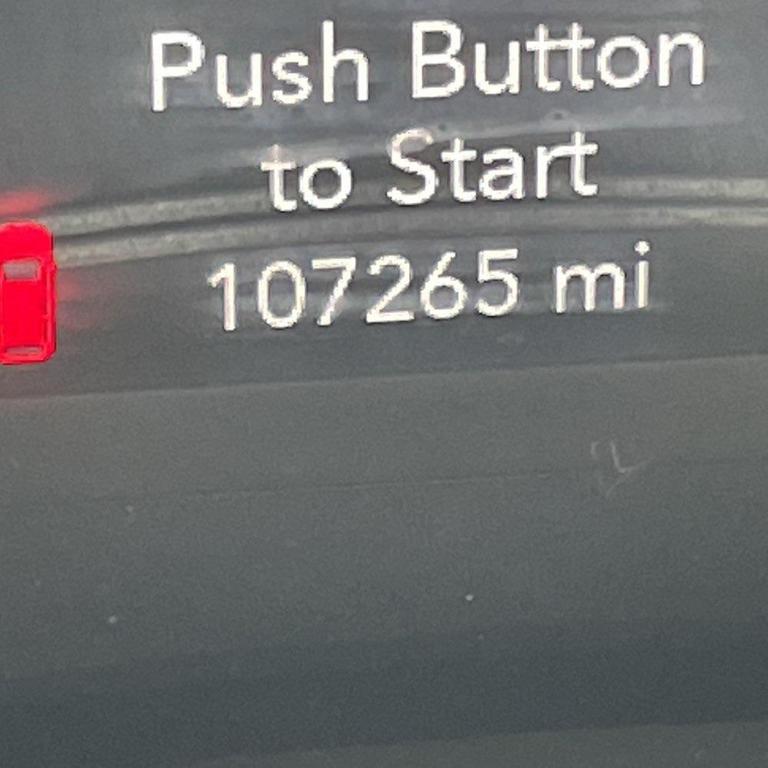 Push Button
to Start
107265 mi